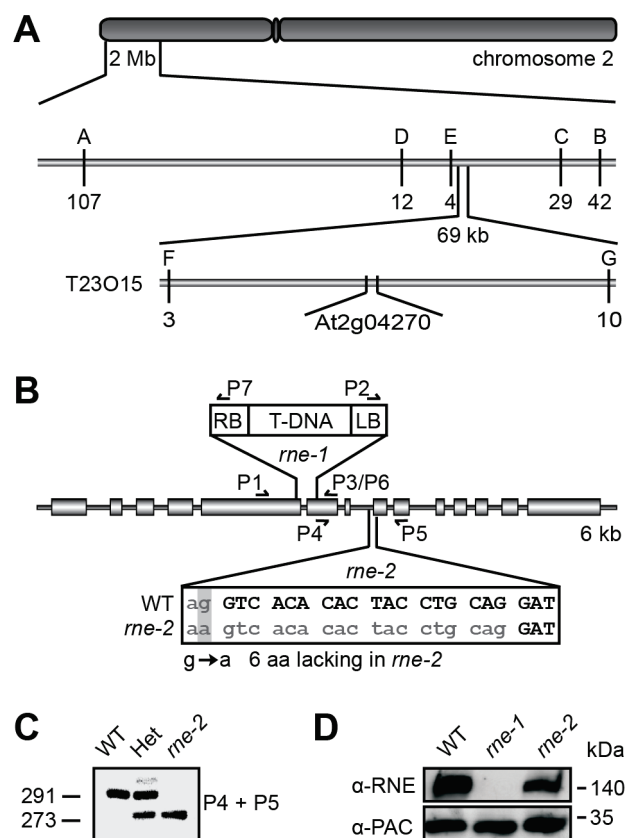 A
2 Mb
chromosome 2
A D E C B
107 12 4 29 42
69 kb
F G
T23O15
3 10
At2g04270
B
P7 P2
RB T-DNA LB
rne-1
P1 P3/P6
P4 P5 6 kb
rne-2
WT ag GTC ACA CAC TAC CTG CAG GAT
rne-2 aa gtc aca cac tac ctg cag GAT
g→a 6 aa lacking in rne-2
C
WT Het rne-2
291
273
P4 + P5
D
WT rne-1 rne-2
kDa
α-RNE 140
α-PAC 35